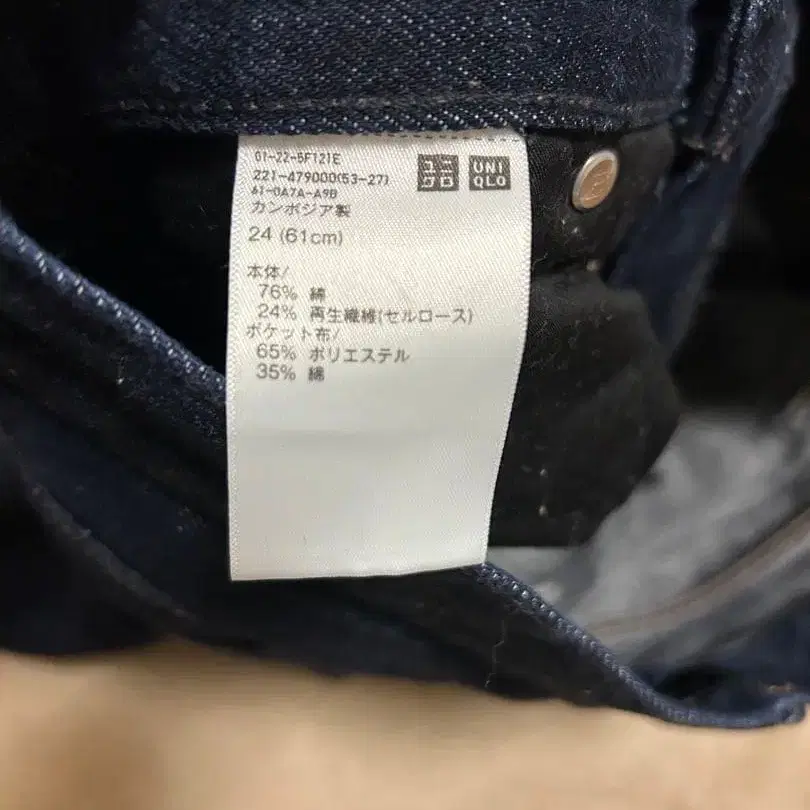 01-22-5F121E
221-479000(53-27)
61-0A7A-A9B
ユニ
クロ
UNI
QLO
カンボジア製
24 (61cm)
本体/
76% 綿
24% 再生繊維(セルロース)
ポケット布/
65% ポリエステル
35% 綿